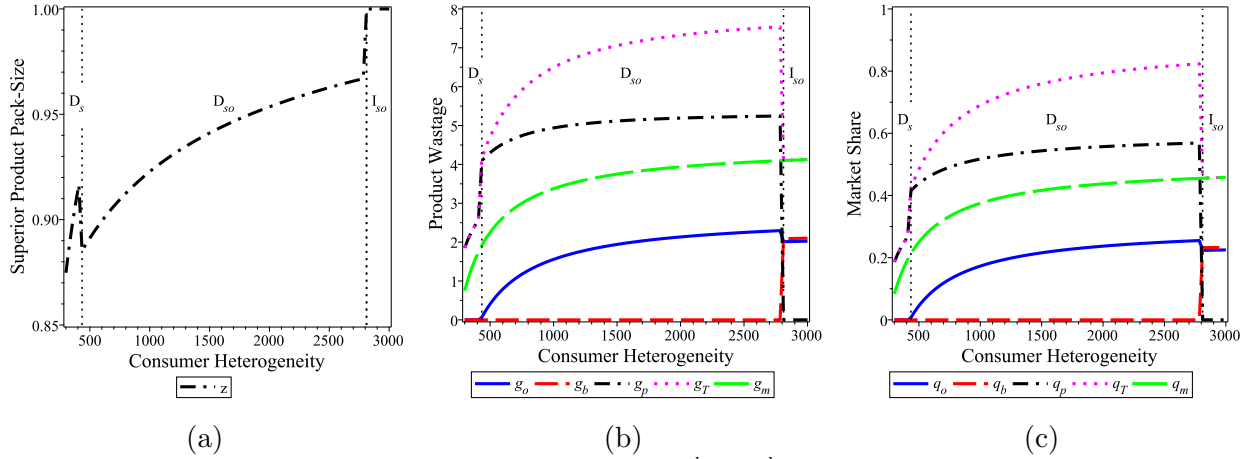 1.00
0.95
0.90
0.85
Superior Product Pack-Size
D_s
D_so
I_so
500 1000 1500 2000 2500 3000
Consumer Heterogeneity
z
(a)
8
7
6
5
4
3
2
1
0
Product Wastage
D_s
D_so
I_so
500 1000 1500 2000 2500 3000
Consumer Heterogeneity
g_o g_b g_p g_T g_m
(b)
1
0.8
0.6
0.4
0.2
0
Market Share
D_s
D_so
I_so
500 1000 1500 2000 2500 3000
Consumer Heterogeneity
q_o q_b q_p q_T q_m
(c)